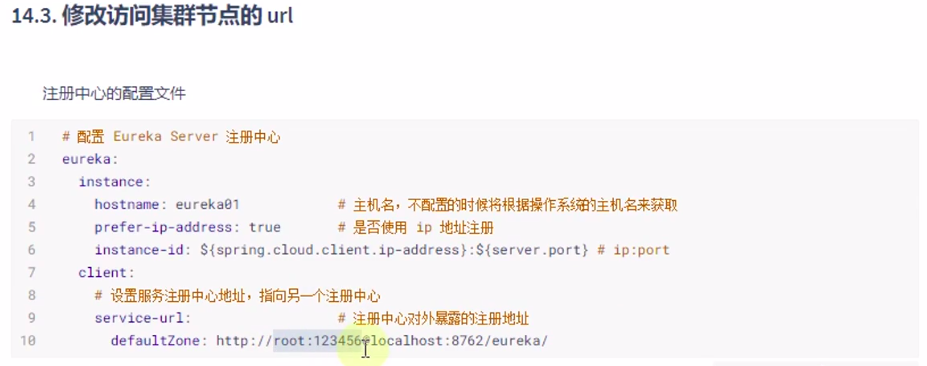 14.3. 修改访问集群节点的 url
注册中心的配置文件
1 # 配置 Eureka Server 注册中心
2 eureka:
3   instance:
4     hostname: eureka01            # 主机名，不配置的时候将根据操作系统的主机名来获取
5     prefer-ip-address: true       # 是否使用 ip 地址注册
6     instance-id: ${spring.cloud.client.ip-address}:${server.port} # ip:port
7   client:
8     # 设置服务注册中心地址，指向另一个注册中心
9     service-url:                  # 注册中心对外暴露的注册地址
10       defaultZone: http://root:123456@localhost:8762/eureka/